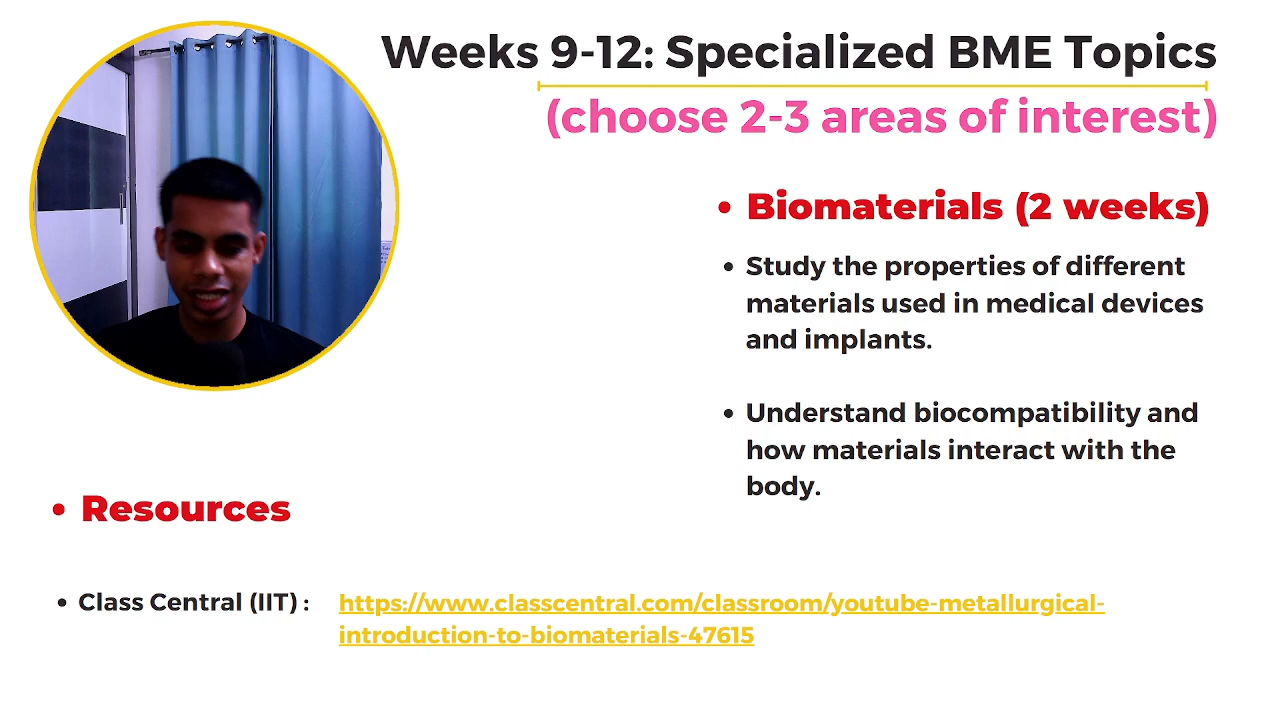 Weeks 9-12: Specialized BME Topics
(choose 2-3 areas of interest)
• Biomaterials (2 weeks)
• Study the properties of different
materials used in medical devices
and implants.
• Understand biocompatibility and
how materials interact with the
body.
• Resources
• Class Central (IIT) : https://www.classcentral.com/classroom/youtube-metallurgical-
introduction-to-biomaterials-47615